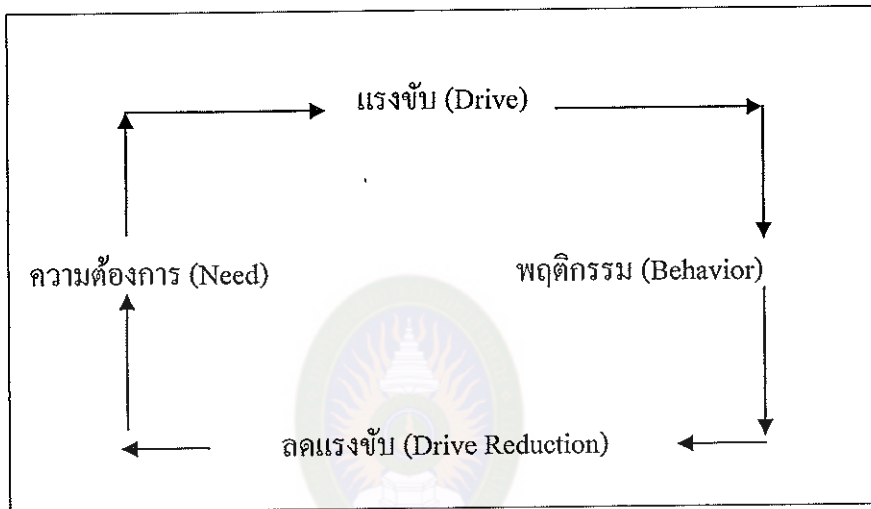 แรงขับ (Drive)
ความต้องการ (Need)
พฤติกรรม (Behavior)
ลดแรงขับ (Drive Reduction)